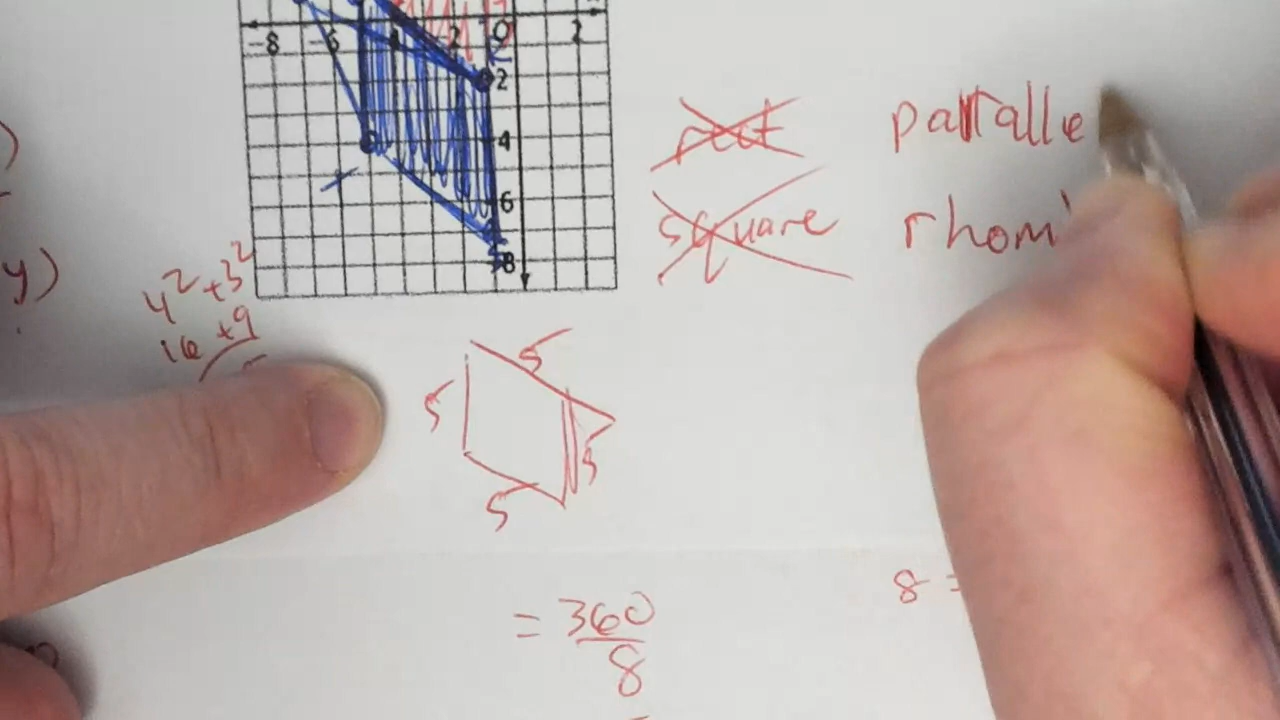 -8 -6 -4 -2 0 2
2
4
6
8
rect paralle
square rhom
y)
4² + 3²
16 + 9
5
5
5
5
= 360
8
8 =